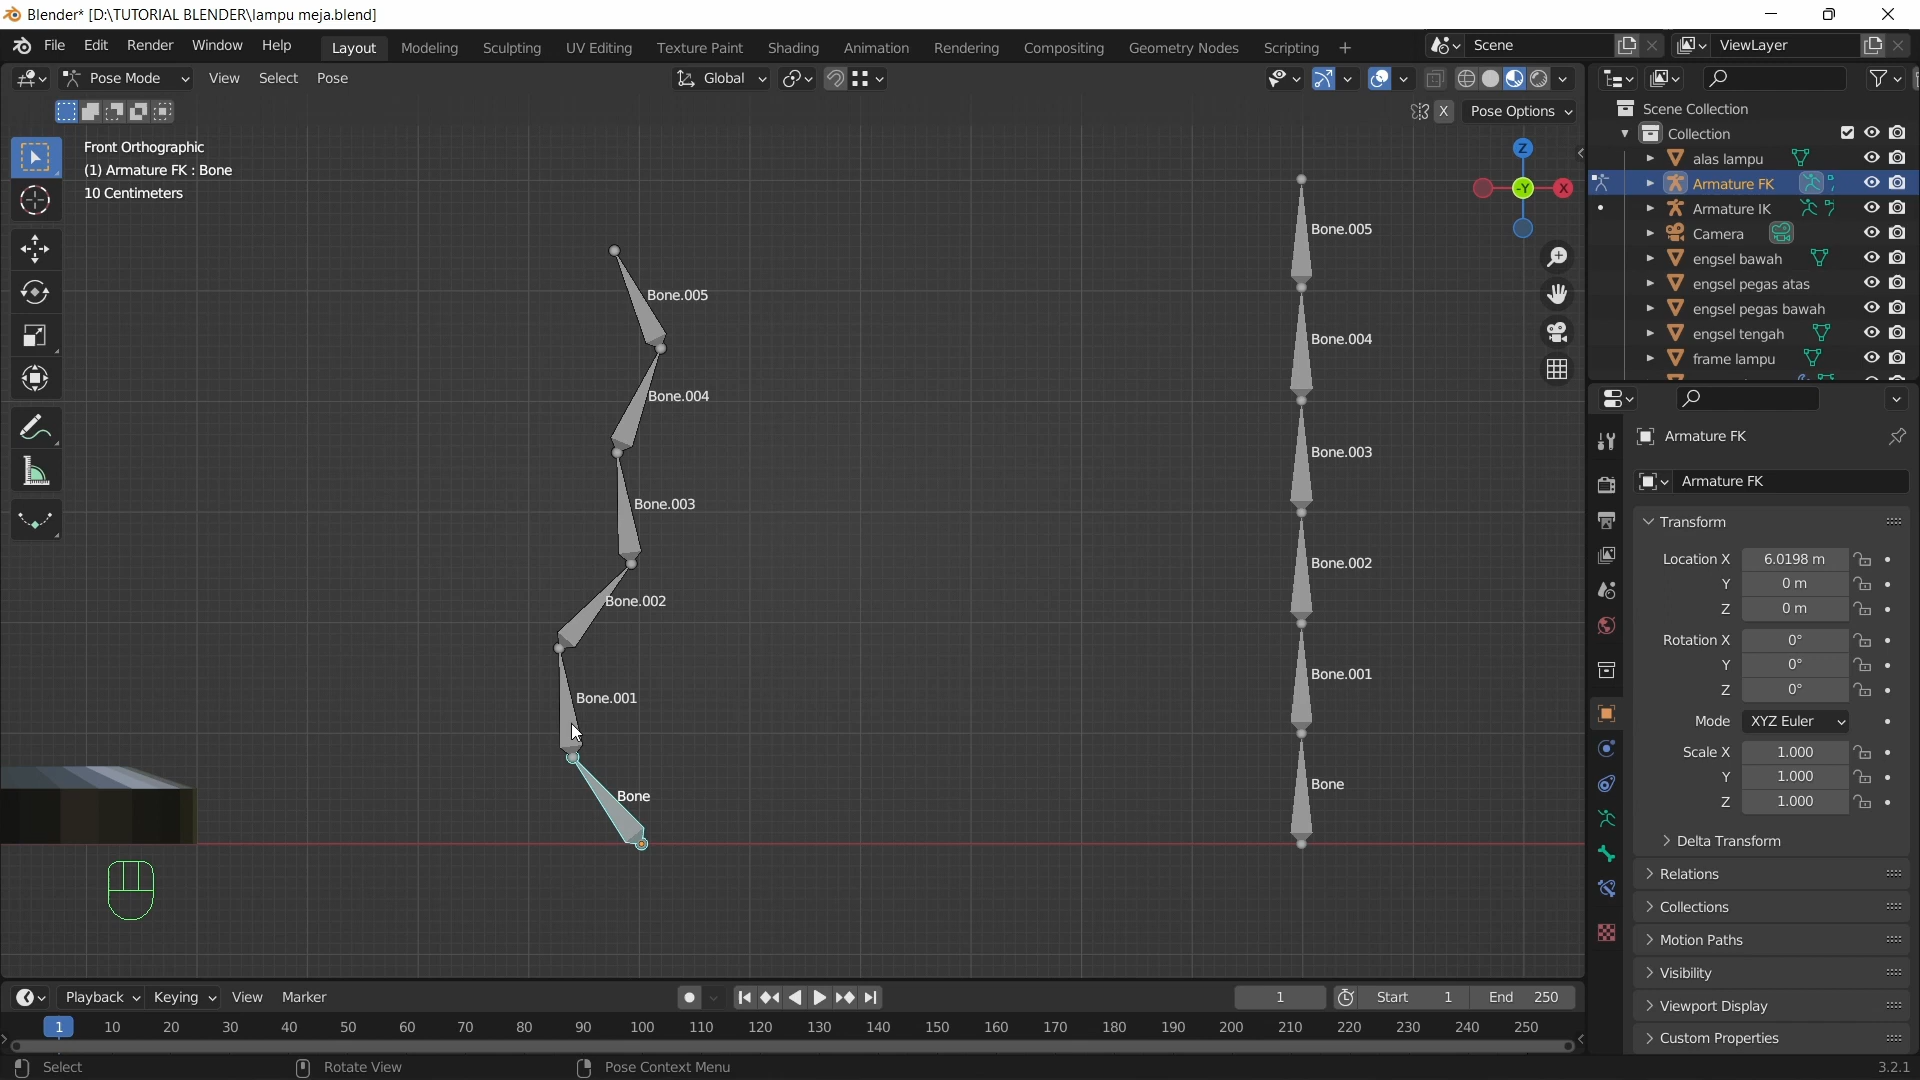 Blender* [D:\TUTORIAL BLENDER\lampu meja.blend]
File Edit Render Window Help Layout Modeling Sculpting UV Editing Texture Paint Shading Animation Rendering Compositing Geometry Nodes Scripting + Scene ViewLayer
Pose Mode View Select Pose Global
X Pose Options
Front Orthographic
(1) Armature FK : Bone
10 Centimeters
Z
-Y X
Bone.005
Bone.004
Bone.003
Bone.002
Bone.001
Bone
Bone.005
Bone.004
Bone.003
Bone.002
Bone.001
Bone
Scene Collection
Collection
alas lampu
Armature FK
Armature IK
Camera
engsel bawah
engsel pegas atas
engsel pegas bawah
engsel tengah
frame lampu
Armature FK
Armature FK
Transform
Location X 6.0198 m
Y 0 m
Z 0 m
Rotation X 0°
Y 0°
Z 0°
Mode XYZ Euler
Scale X 1.000
Y 1.000
Z 1.000
Delta Transform
Relations
Collections
Motion Paths
Visibility
Viewport Display
Custom Properties
Playback Keying View Marker 1 Start 1 End 250
1 10 20 30 40 50 60 70 80 90 100 110 120 130 140 150 160 170 180 190 200 210 220 230 240 250
Select Rotate View Pose Context Menu 3.2.1